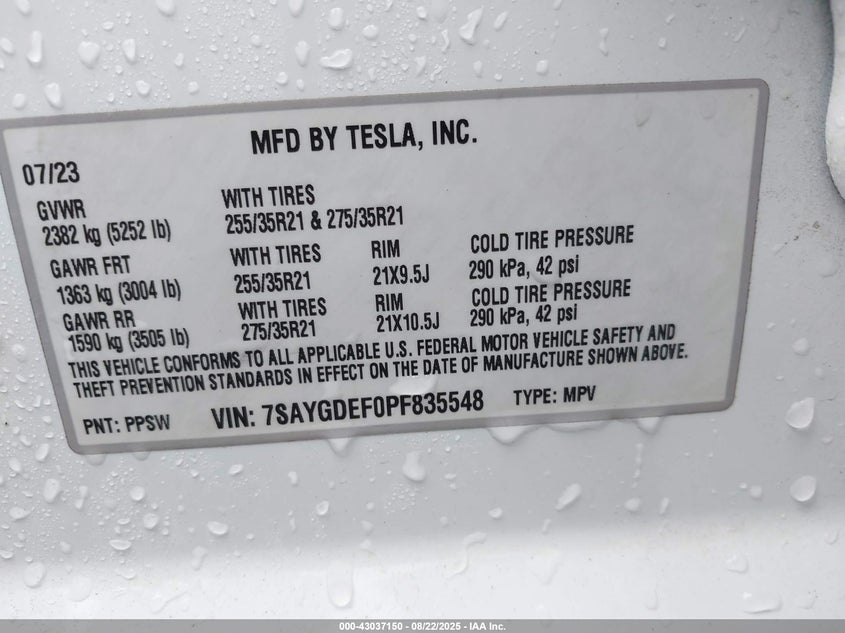 MFD BY TESLA, INC.
07/23
GVWR
2382 kg (5252 lb)
WITH TIRES
255/35R21 & 275/35R21
GAWR FRT
1363 kg (3004 lb)
WITH TIRES
255/35R21
RIM
21X9.5J
COLD TIRE PRESSURE
290 kPa, 42 psi
GAWR RR
1590 kg (3505 lb)
WITH TIRES
275/35R21
RIM
21X10.5J
COLD TIRE PRESSURE
290 kPa, 42 psi
THIS VEHICLE CONFORMS TO ALL APPLICABLE U.S. FEDERAL MOTOR VEHICLE SAFETY AND
THEFT PREVENTION STANDARDS IN EFFECT ON THE DATE OF MANUFACTURE SHOWN ABOVE.
PNT: PPSW VIN: 7SAYGDEF0PF835548 TYPE: MPV
000-43037150 - 08/22/2025 - IAA Inc.